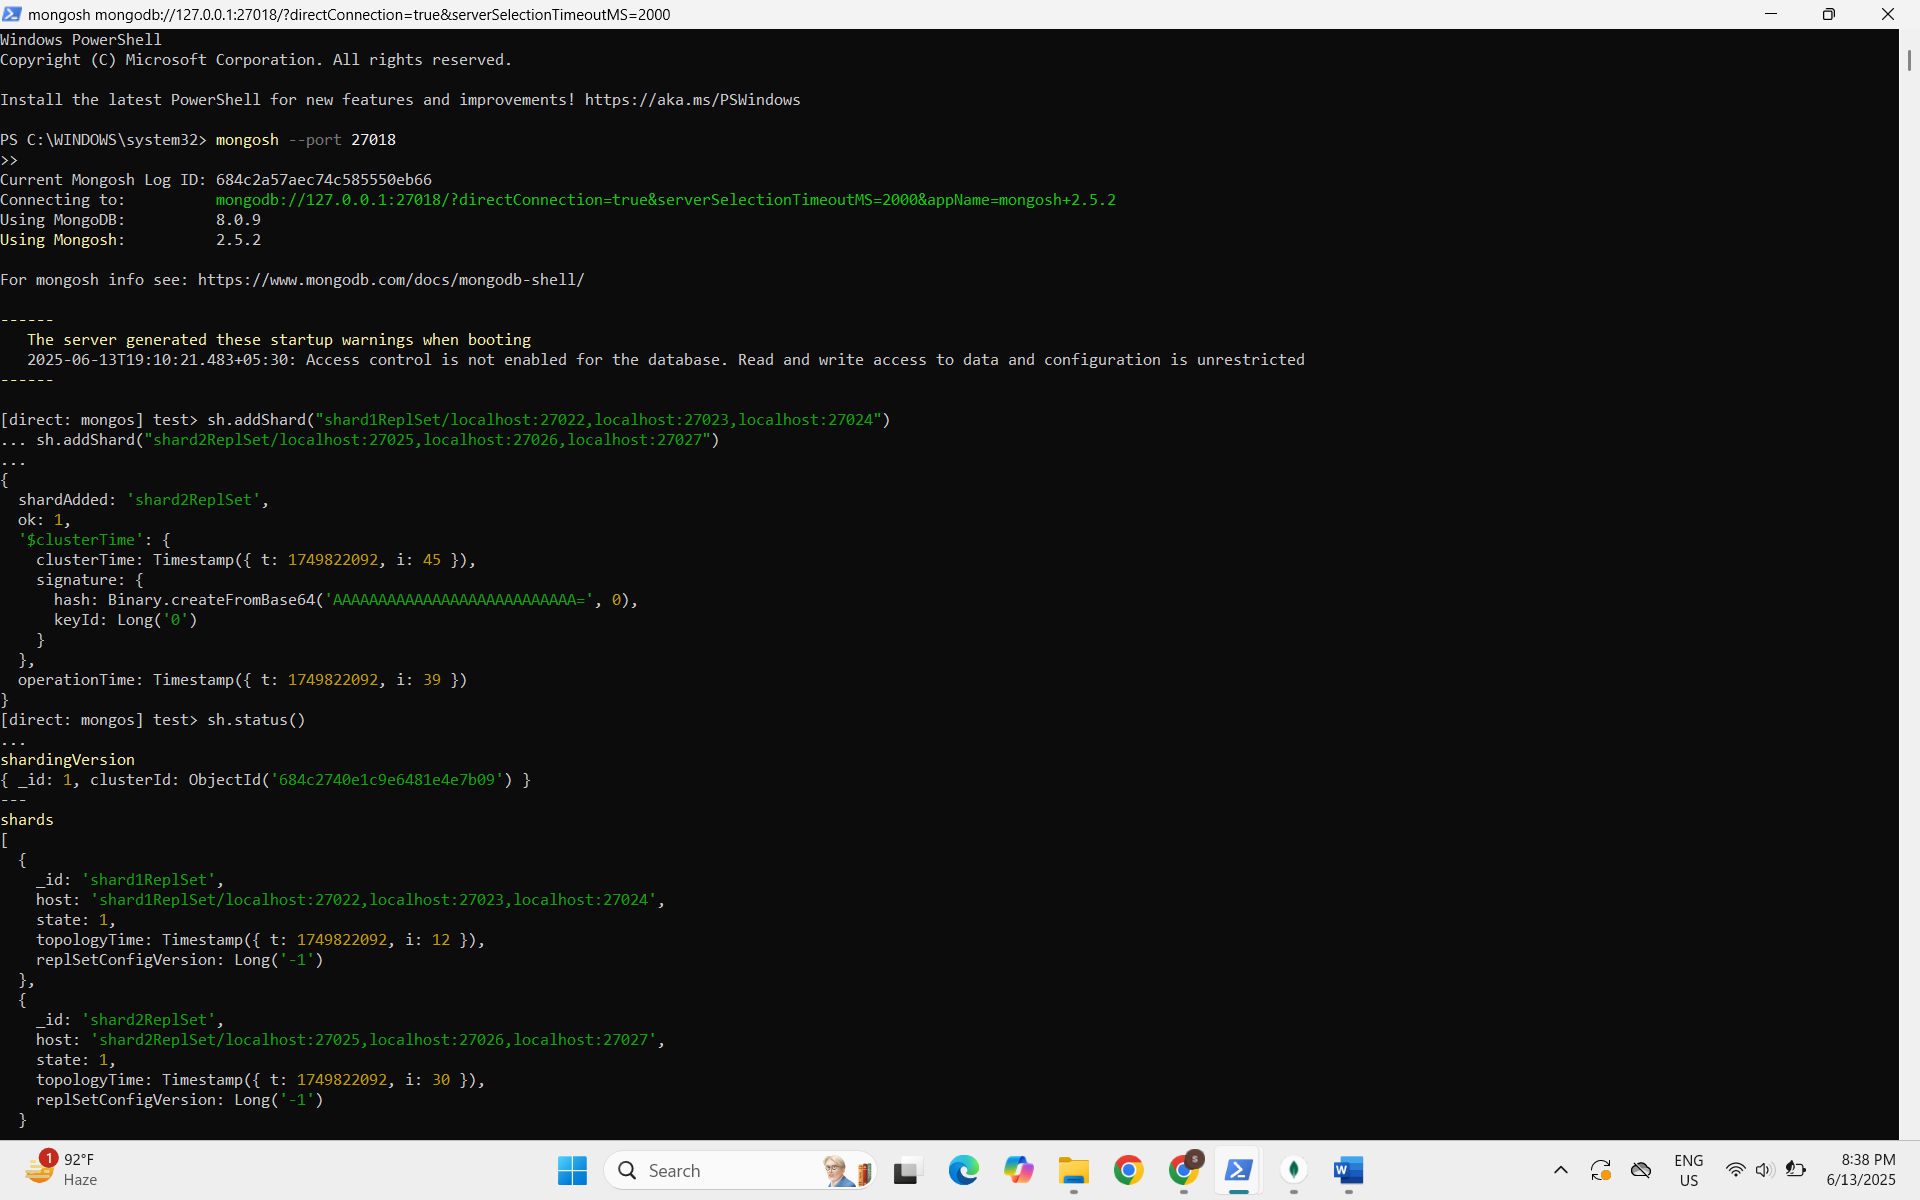 mongosh mongodb://127.0.0.1:27018/?directConnection=true&serverSelectionTimeoutMS=2000
Windows PowerShell
Copyright (C) Microsoft Corporation. All rights reserved.
Install the latest PowerShell for new features and improvements! https://aka.ms/PSWindows
PS C:\WINDOWS\system32> mongosh --port 27018
>>
Current Mongosh Log ID: 684c2a57aec74c585550eb66
Connecting to:          mongodb://127.0.0.1:27018/?directConnection=true&serverSelectionTimeoutMS=2000&appName=mongosh+2.5.2
Using MongoDB:          8.0.9
Using Mongosh:          2.5.2
For mongosh info see: https://www.mongodb.com/docs/mongodb-shell/
------
   The server generated these startup warnings when booting
   2025-06-13T19:10:21.483+05:30: Access control is not enabled for the database. Read and write access to data and configuration is unrestricted
------
[direct: mongos] test> sh.addShard("shard1ReplSet/localhost:27022,localhost:27023,localhost:27024")
... sh.addShard("shard2ReplSet/localhost:27025,localhost:27026,localhost:27027")
...
{
  shardAdded: 'shard2ReplSet',
  ok: 1,
  '$clusterTime': {
    clusterTime: Timestamp({ t: 1749822092, i: 45 }),
    signature: {
      hash: Binary.createFromBase64('AAAAAAAAAAAAAAAAAAAAAAAAAAA=', 0),
      keyId: Long('0')
    }
  },
  operationTime: Timestamp({ t: 1749822092, i: 39 })
}
[direct: mongos] test> sh.status()
...
shardingVersion
{ _id: 1, clusterId: ObjectId('684c2740e1c9e6481e4e7b09') }
---
shards
[
  {
    _id: 'shard1ReplSet',
    host: 'shard1ReplSet/localhost:27022,localhost:27023,localhost:27024',
    state: 1,
    topologyTime: Timestamp({ t: 1749822092, i: 12 }),
    replSetConfigVersion: Long('-1')
  },
  {
    _id: 'shard2ReplSet',
    host: 'shard2ReplSet/localhost:27025,localhost:27026,localhost:27027',
    state: 1,
    topologyTime: Timestamp({ t: 1749822092, i: 30 }),
    replSetConfigVersion: Long('-1')
  }
1
92°F
Haze
Search
S
W
ENG
US
8:38 PM
6/13/2025